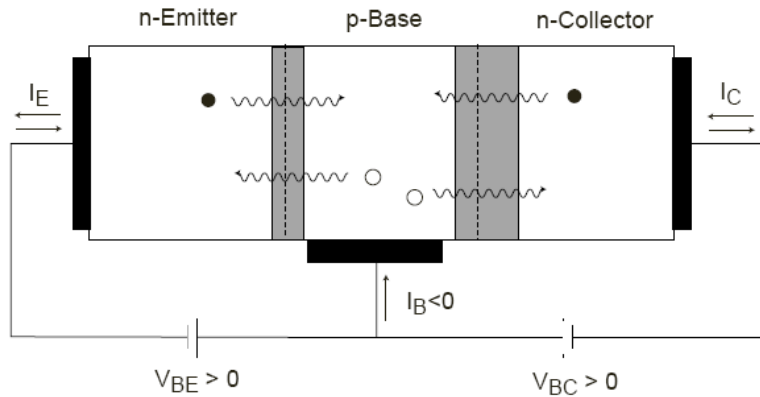 n-Emitter p-Base n-Collector
I_E I_C
I_B<0
V_BE > 0 V_BC > 0